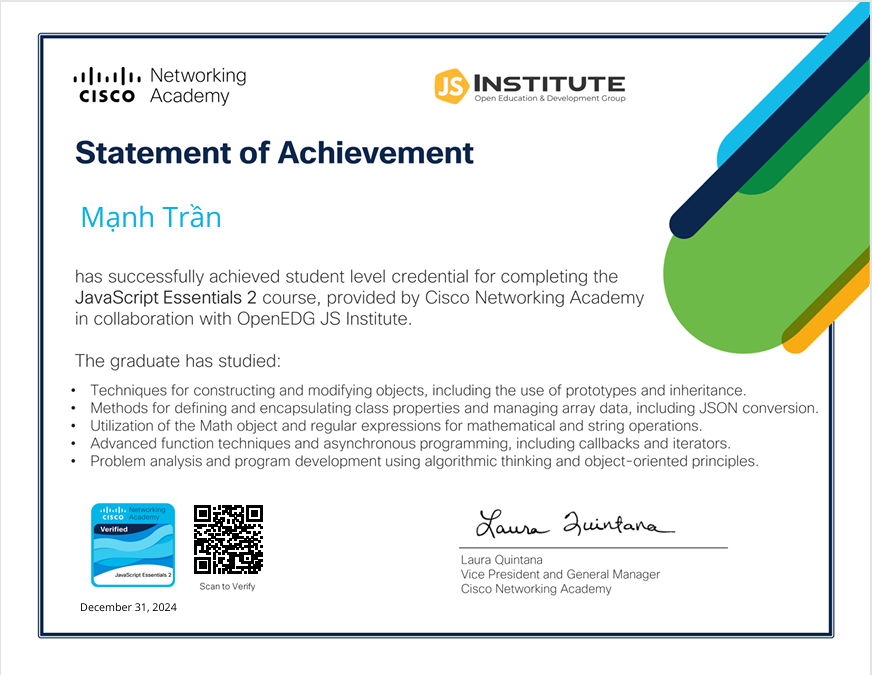 CISCO Networking Academy
JS INSTITUTE
Open Education & Development Group
Statement of Achievement
Mạnh Trần
has successfully achieved student level credential for completing the
JavaScript Essentials 2 course, provided by Cisco Networking Academy
in collaboration with OpenEDG JS Institute.
The graduate has studied:
• Techniques for constructing and modifying objects, including the use of prototypes and inheritance.
• Methods for defining and encapsulating class properties and managing array data, including JSON conversion.
• Utilization of the Math object and regular expressions for mathematical and string operations.
• Advanced function techniques and asynchronous programming, including callbacks and iterators.
• Problem analysis and program development using algorithmic thinking and object-oriented principles.
CISCO Networking Academy
Verified
JavaScript Essentials 2
Scan to Verify
December 31, 2024
Laura Quintana
Laura Quintana
Vice President and General Manager
Cisco Networking Academy